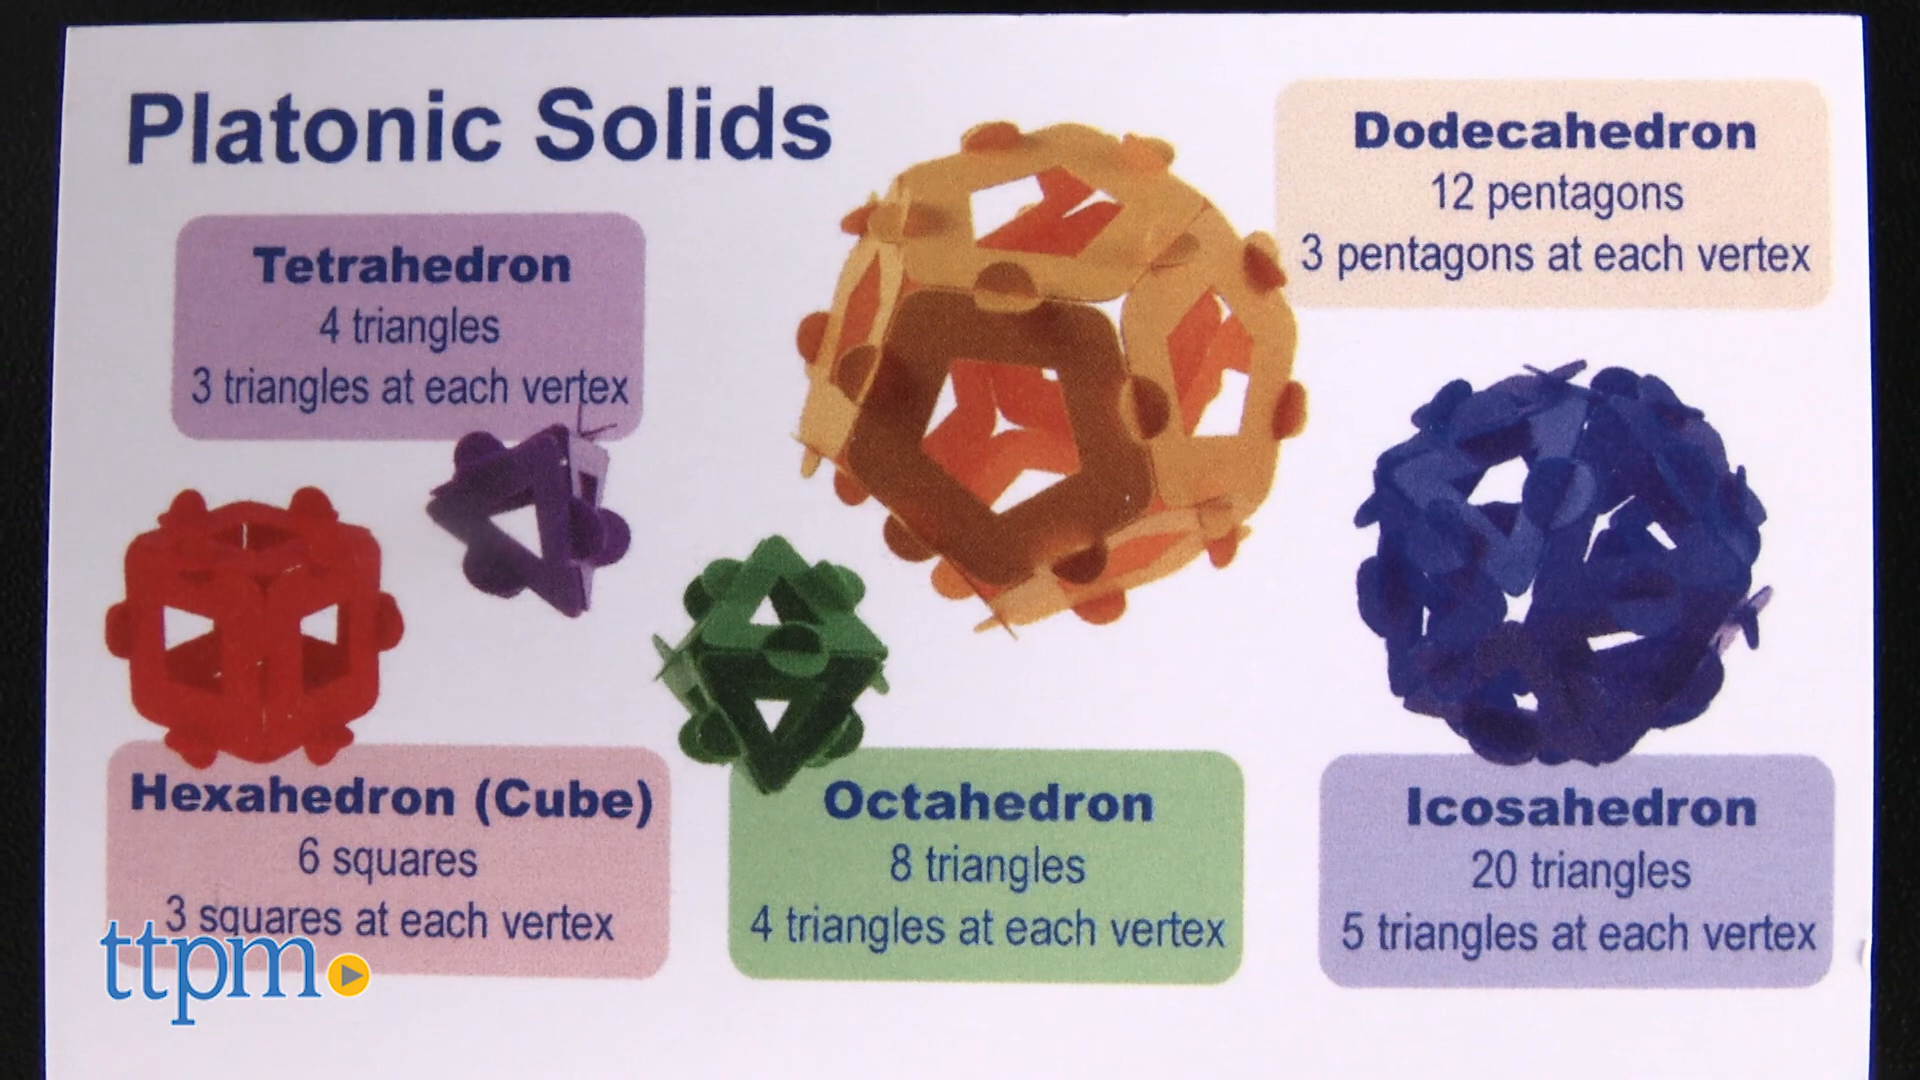 Platonic Solids
Tetrahedron
4 triangles
3 triangles at each vertex
Dodecahedron
12 pentagons
3 pentagons at each vertex
Hexahedron (Cube)
6 squares
3 squares at each vertex
Octahedron
8 triangles
4 triangles at each vertex
Icosahedron
20 triangles
5 triangles at each vertex
ttpm